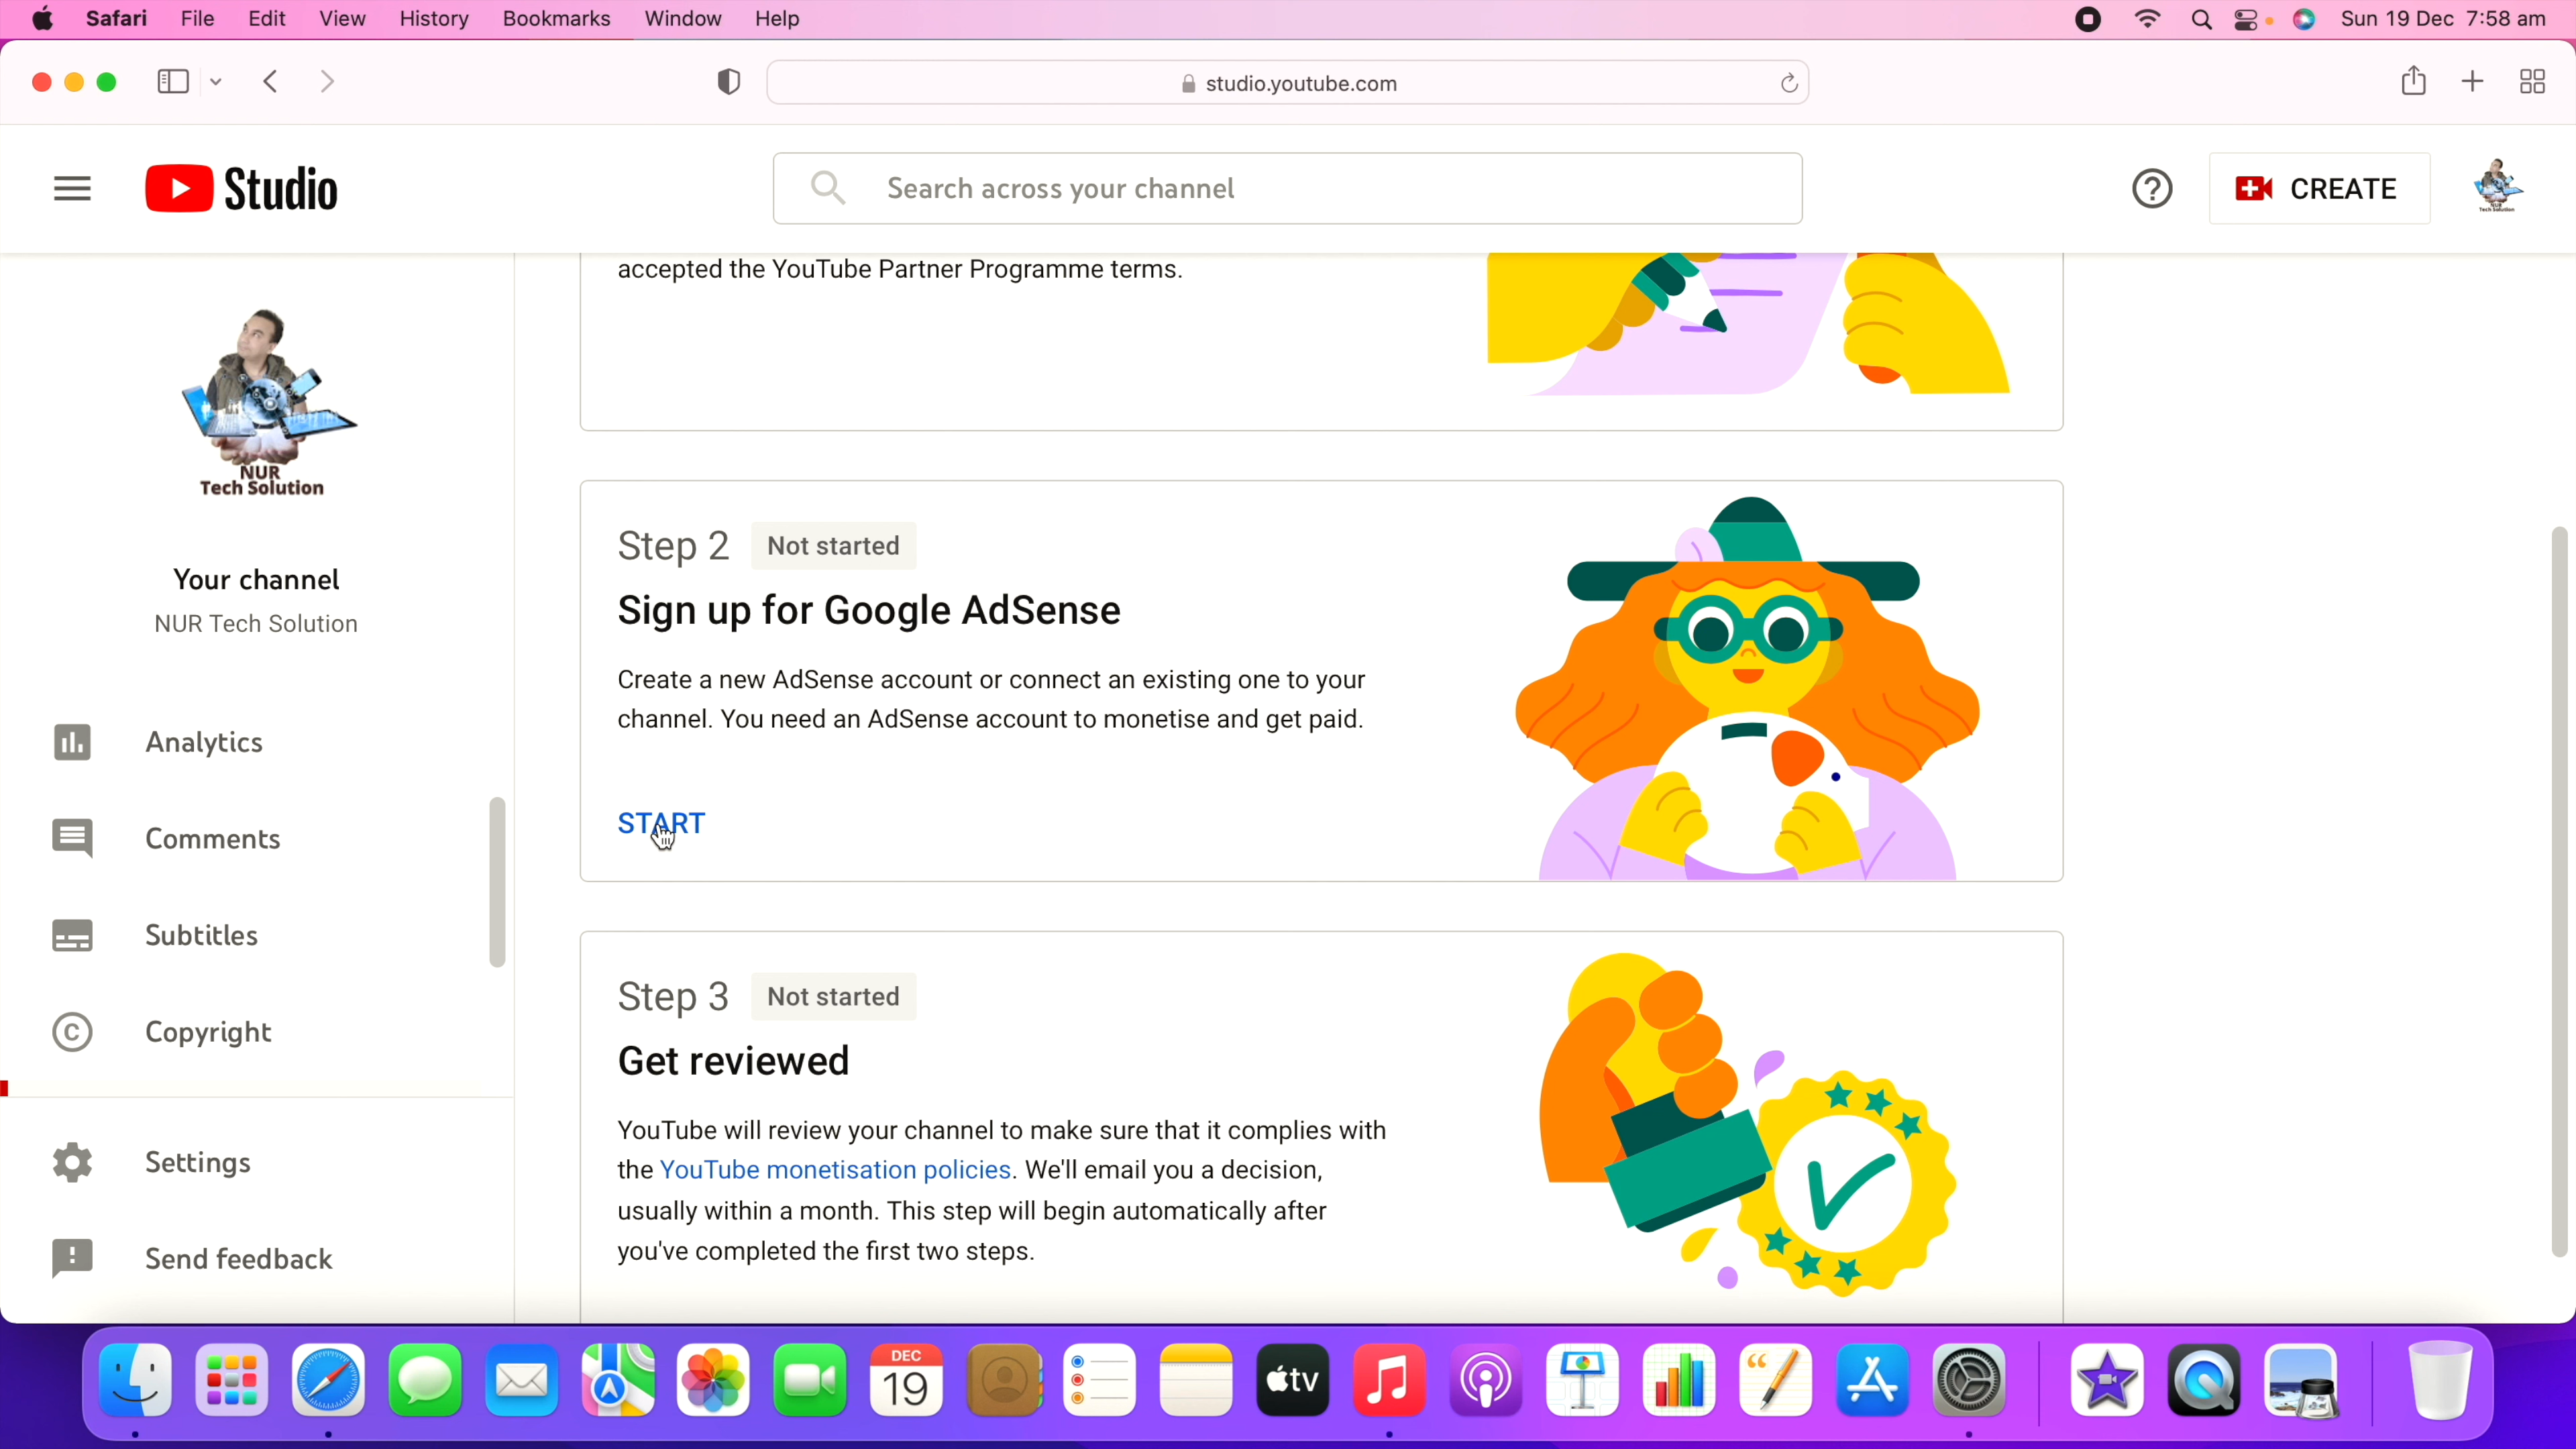 Safari File Edit View History Bookmarks Window Help Sun 19 Dec 7:58 am
studio.youtube.com
Studio
Search across your channel
CREATE
NUR
Tech Solution
accepted the YouTube Partner Programme terms.
NUR
Tech Solution
Your channel
NUR Tech Solution
Analytics
Comments
Subtitles
Copyright
Settings
Send feedback
Step 2 Not started
Sign up for Google AdSense
Create a new AdSense account or connect an existing one to your
channel. You need an AdSense account to monetise and get paid.
START
Step 3 Not started
Get reviewed
YouTube will review your channel to make sure that it complies with
the YouTube monetisation policies. We'll email you a decision,
usually within a month. This step will begin automatically after
you've completed the first two steps.
DEC
19
tv